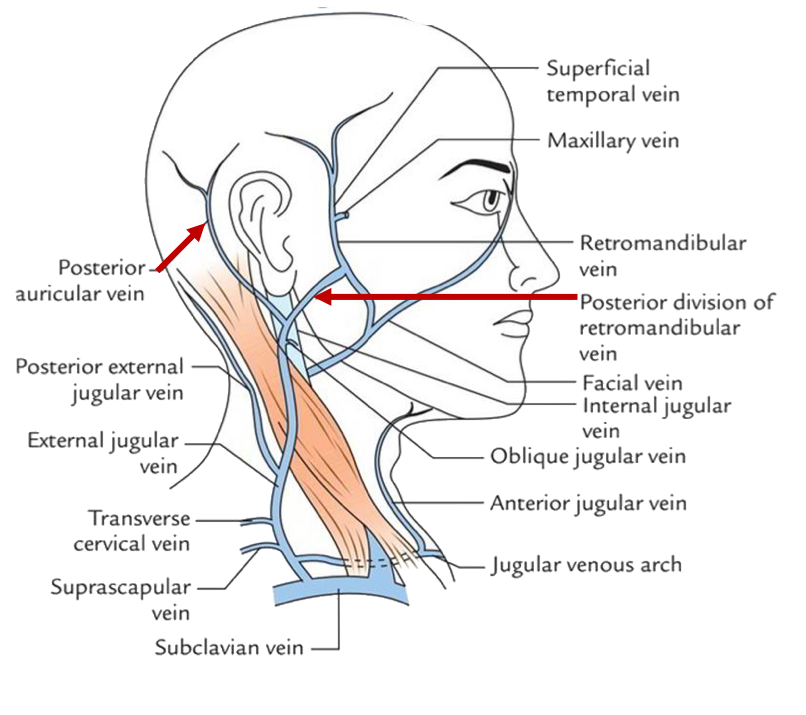 Superficial
temporal vein
Maxillary vein
Retromandibular
vein
Posterior
auricular vein
Posterior division of
retromandibular
vein
Posterior external
jugular vein
Facial vein
Internal jugular
vein
External jugular
vein
Oblique jugular vein
Anterior jugular vein
Transverse
cervical vein
Jugular venous arch
Suprascapular
vein
Subclavian vein